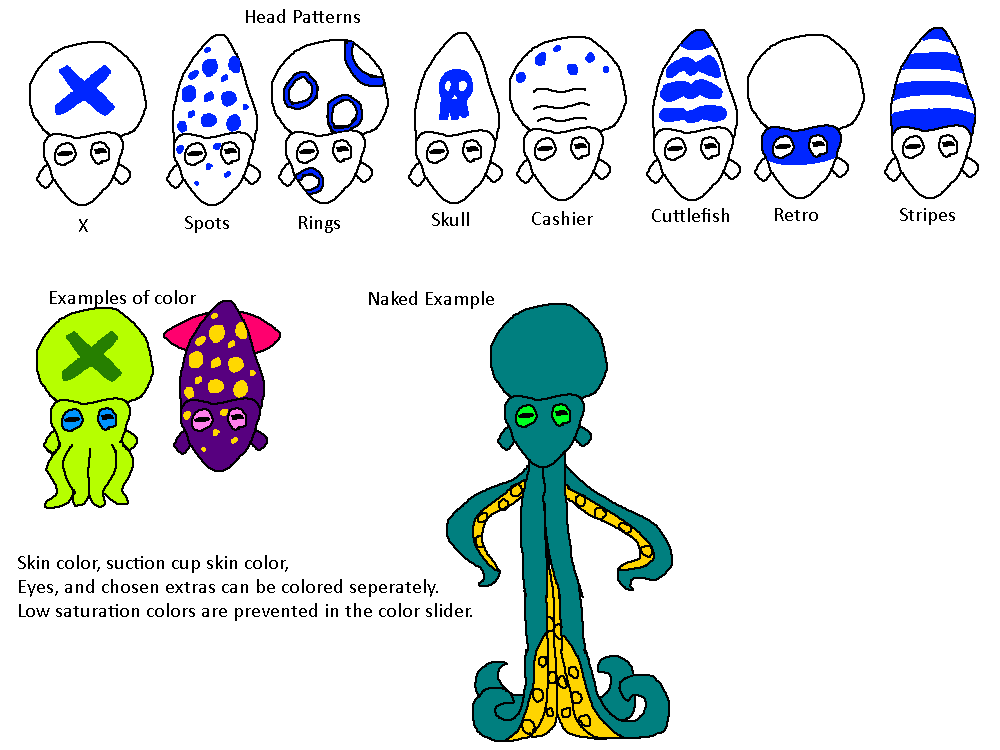 Head Patterns
X
Spots
Rings
Skull
Cashier
Cuttlefish
Retro
Stripes
Examples of color
Naked Example
Skin color, suction cup skin color,
Eyes, and chosen extras can be colored seperately.
Low saturation colors are prevented in the color slider.